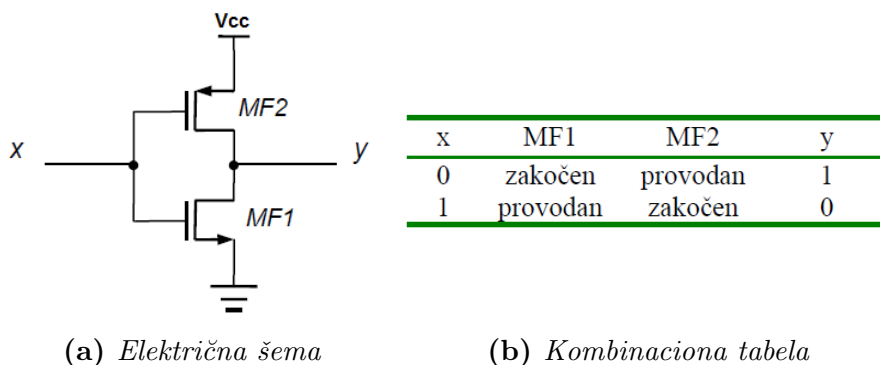 Vcc
MF2
x
y
MF1
x MF1 MF2 y
0 zakočen provodan 1
1 provodan zakočen 0
(a) Električna šema
(b) Kombinaciona tabela